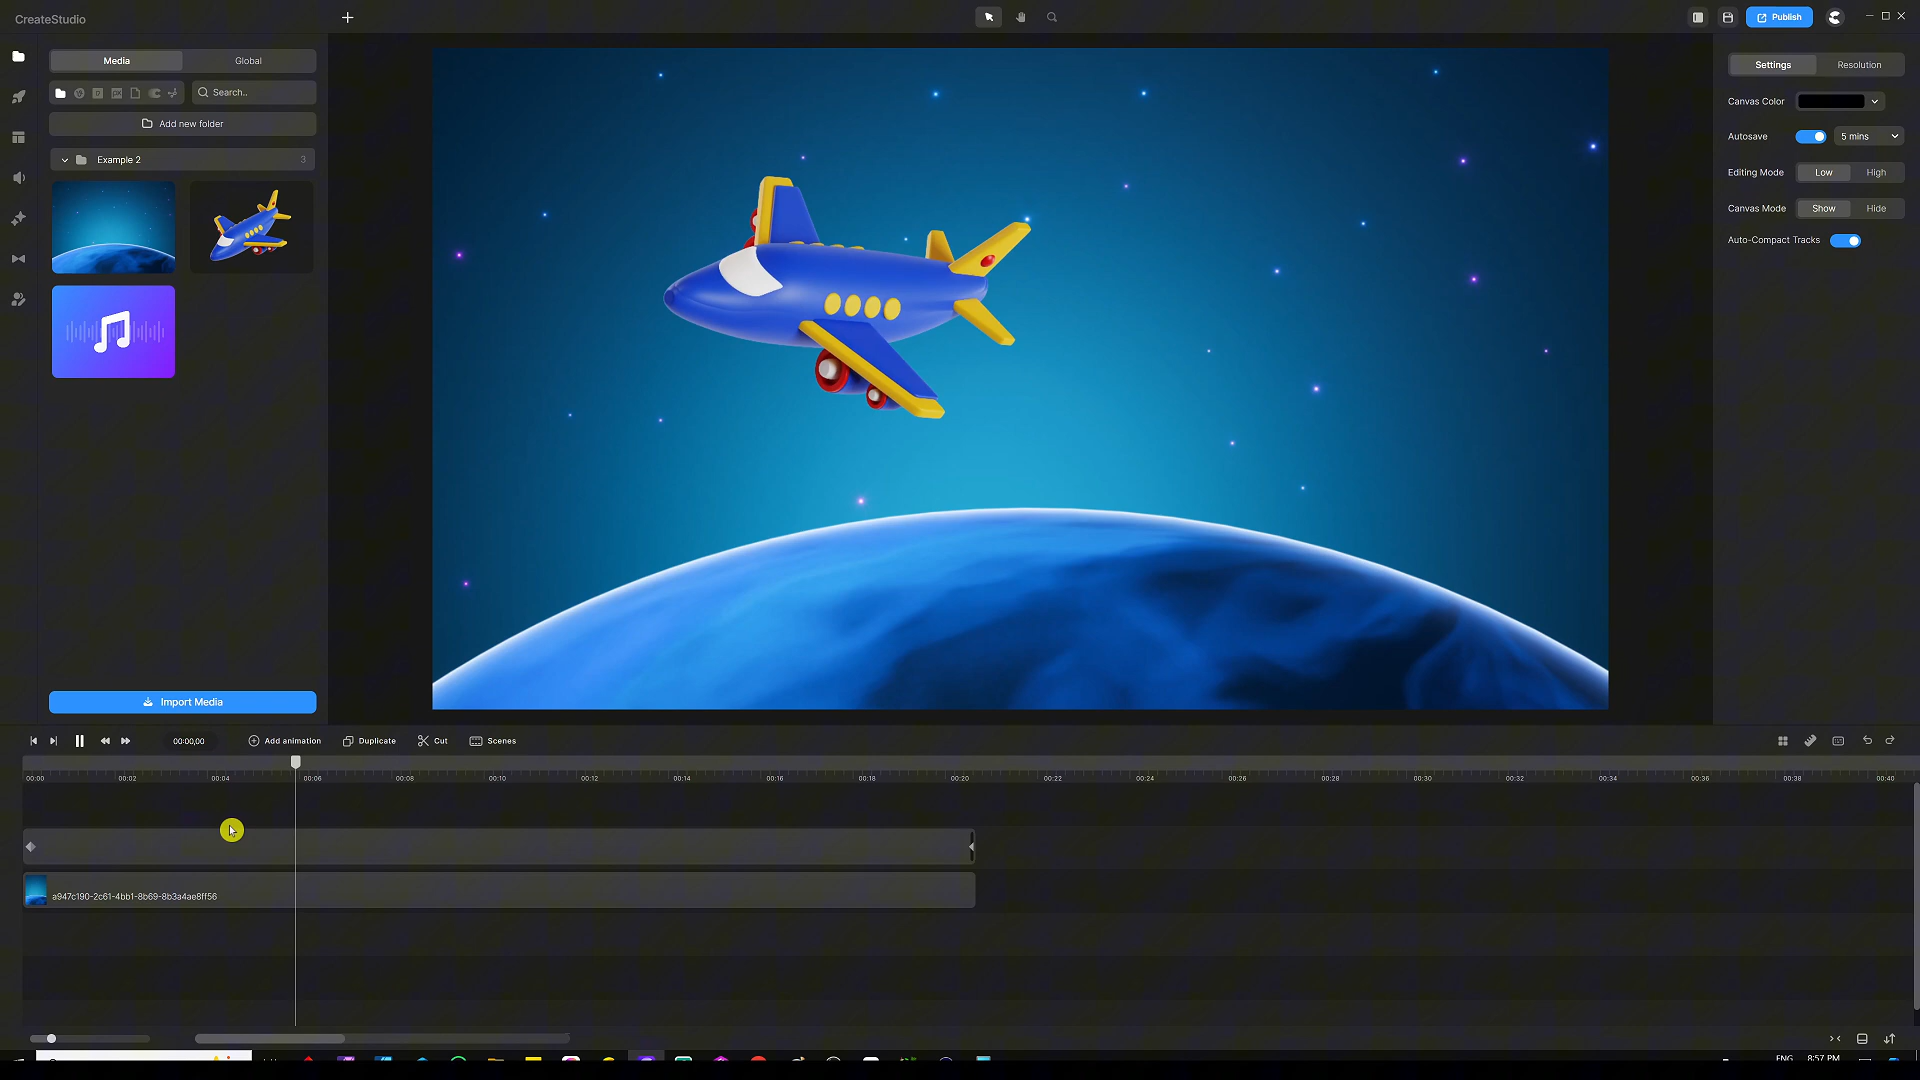 CreateStudio
Publish
Media
Global
Search..
Add new folder
Example 2
3
Import Media
Settings
Resolution
Canvas Color
Autosave
5 mins
Editing Mode
Low
High
Canvas Mode
Show
Hide
Auto-Compact Tracks
00:00,00
Add animation
Duplicate
Cut
Scenes
00:00
00:02
00:04
00:06
00:08
00:10
00:12
00:14
00:16
00:18
00:20
00:22
00:24
00:26
00:28
00:30
00:32
00:34
00:36
00:38
00:40
a947c190-2c61-4bb1-8b69-8b3a4ae8ff56
ENG
8:57 PM